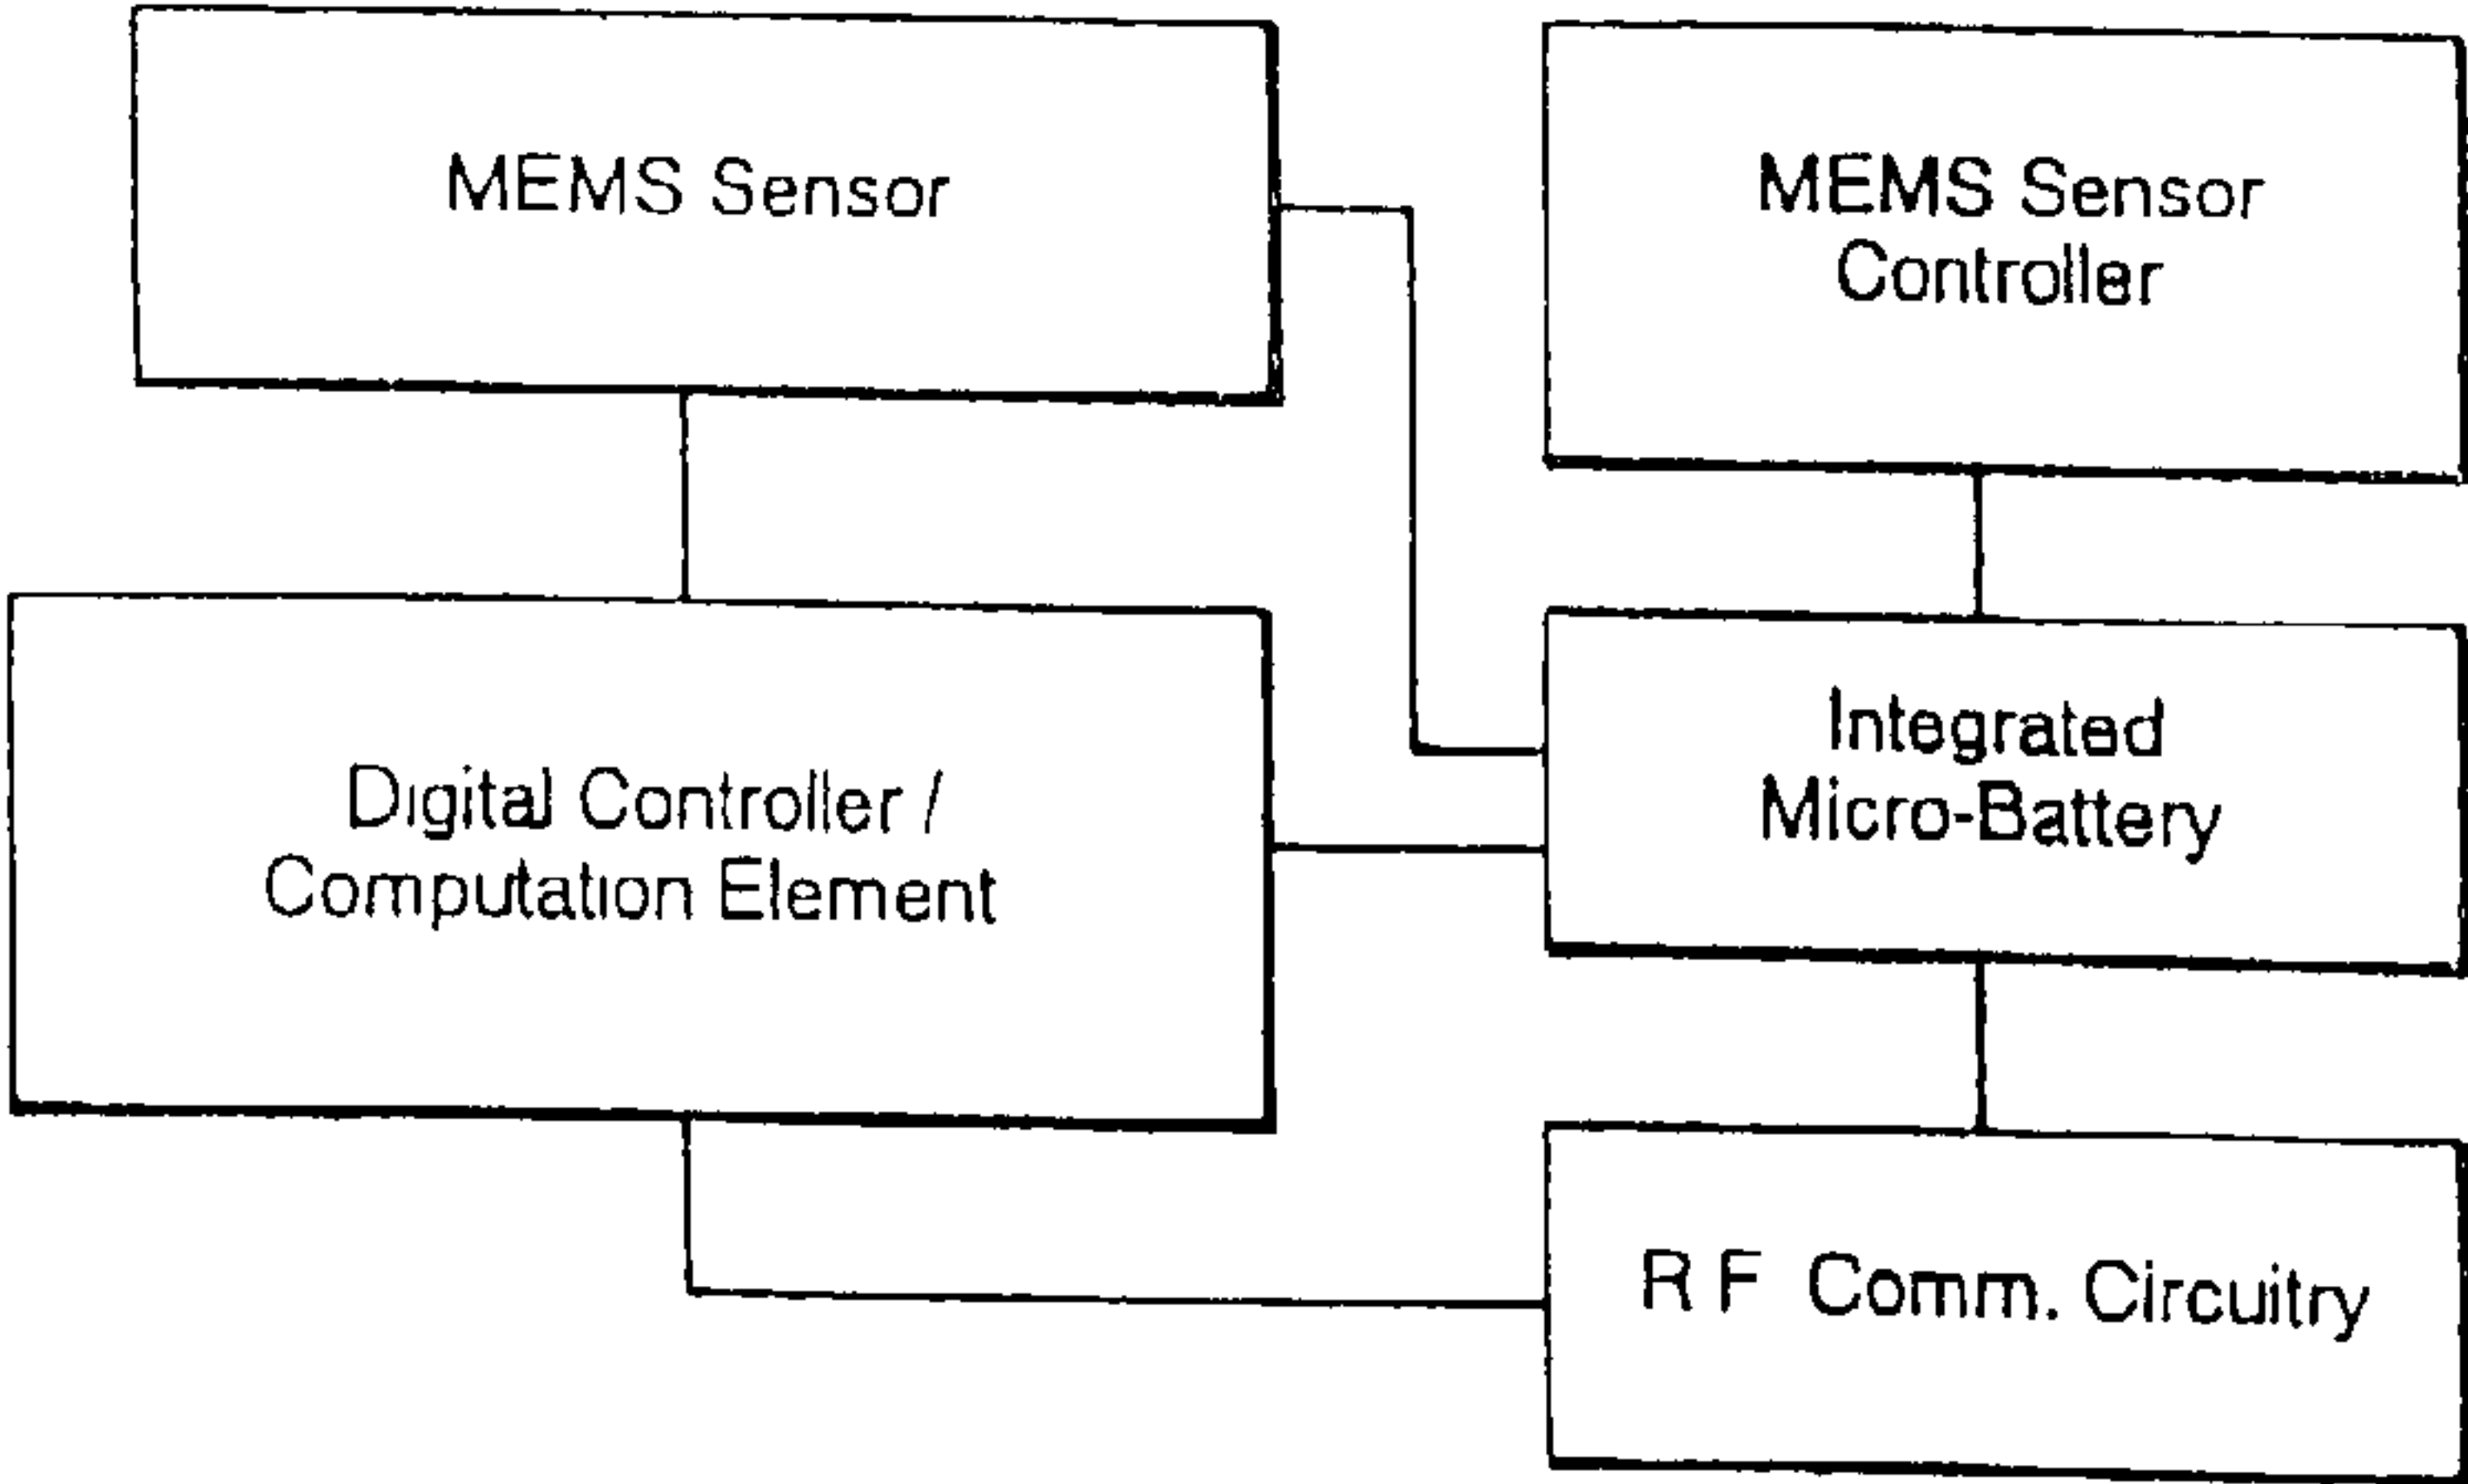 MEMS Sensor
MEMS Sensor
Controller
Digital Controller /
Computation Element
Integrated
Micro-Battery
R F Comm. Circuitry